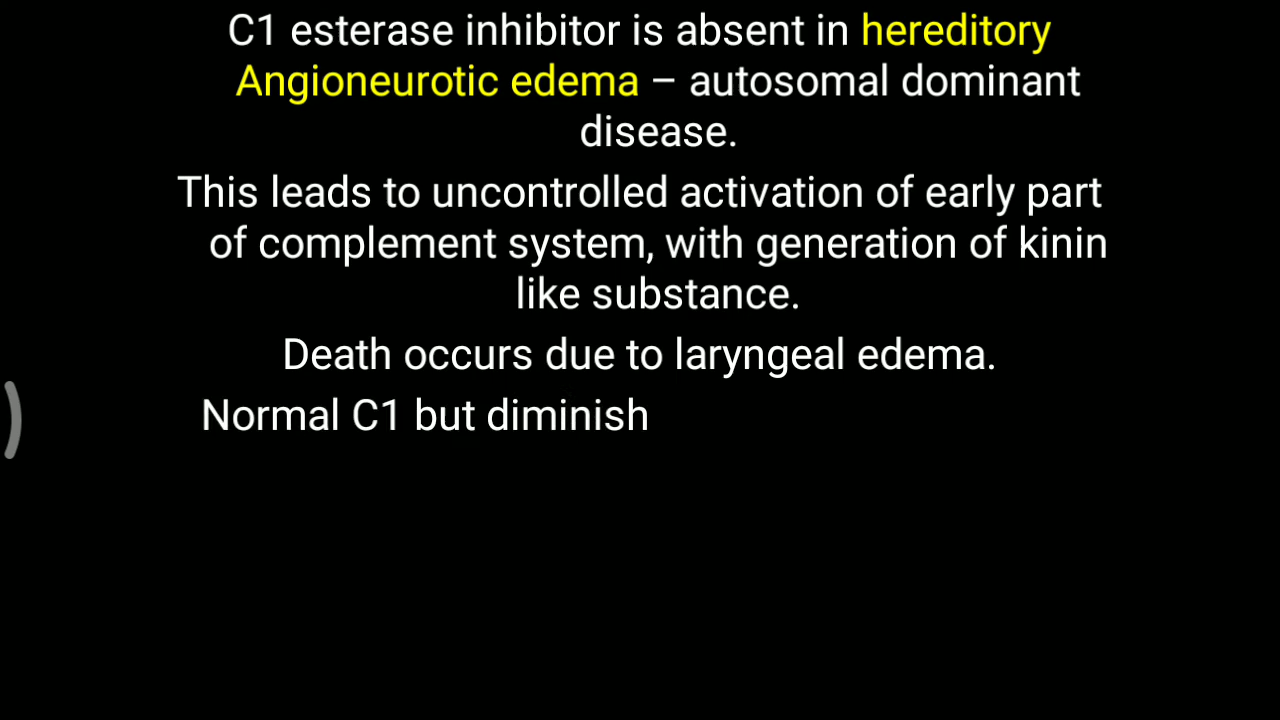 C1 esterase inhibitor is absent in hereditory
Angioneurotic edema – autosomal dominant
disease.
This leads to uncontrolled activation of early part
of complement system, with generation of kinin
like substance.
Death occurs due to laryngeal edema.
Normal C1 but diminish